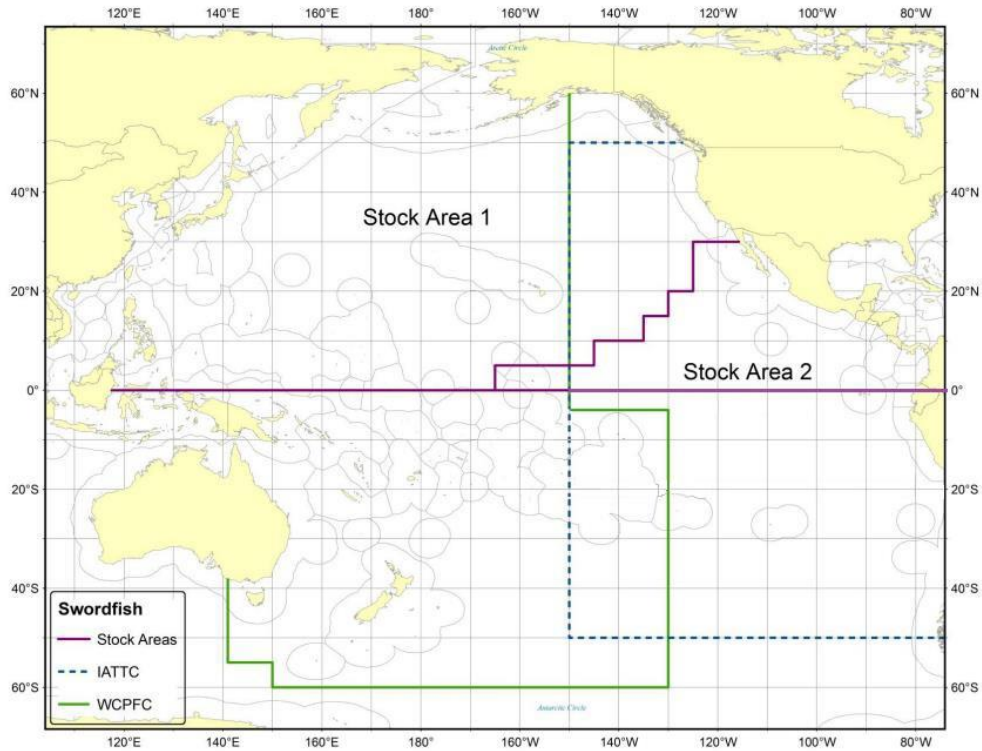 120°E 140°E 160°E 180° 160°W 140°W 120°W 100°W 80°W
Arctic Circle
60°N 60°N
40°N 40°N
Stock Area 1
20°N 20°N
Stock Area 2
0° 0°
20°S 20°S
40°S 40°S
Swordfish
Stock Areas
IATTC
WCPFC
60°S 60°S
Antarctic Circle
120°E 140°E 160°E 180° 160°W 140°W 120°W 100°W 80°W